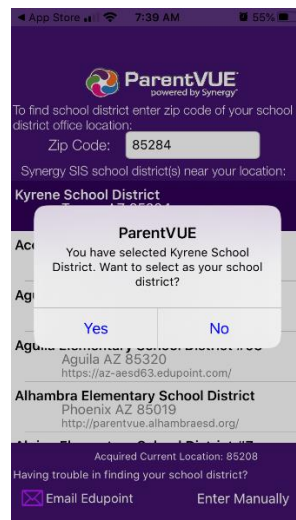 App Store 7:39 AM 55%
ParentVUE
powered by Synergy
To find school district enter zip code of your school
district office location:
Zip Code: 85284
Synergy SIS school district(s) near your location:
Kyrene School District
ParentVUE
You have selected Kyrene School
District. Want to select as your school
district?
Yes No
Aguila AZ 85320
https://az-aesd63.edupoint.com/
Alhambra Elementary School District
Phoenix AZ 85019
http://parentvue.alhambraesd.org/
Acquired Current Location: 85208
Having trouble in finding your school district?
Email Edupoint Enter Manually